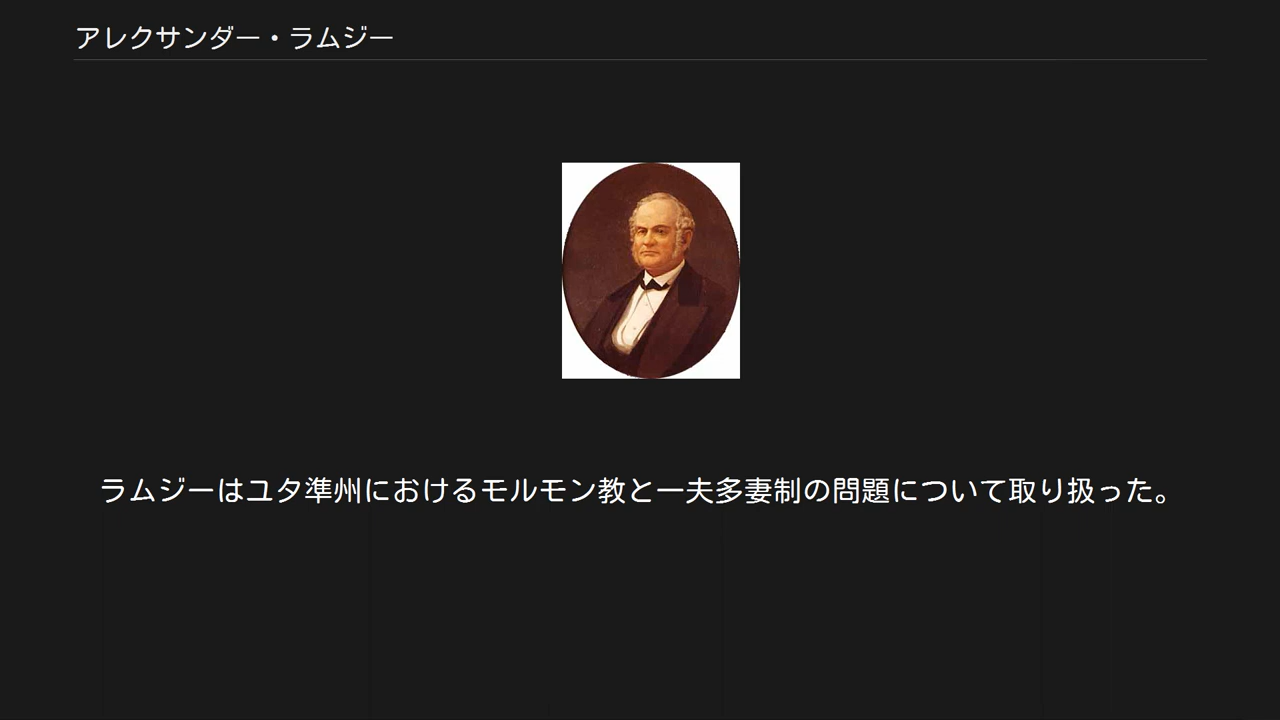 アレクサンダー・ラムジー
ラムジーはユタ準州におけるモルモン教と一夫多妻制の問題について取り扱った。